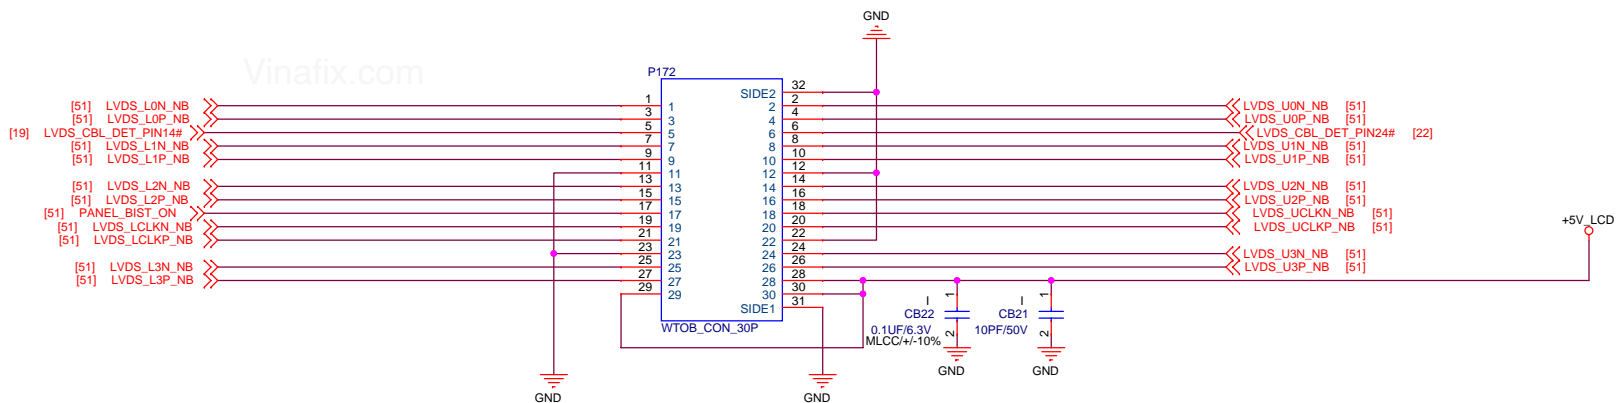 GND
Vinafix.com
P172
[51] LVDS_L0N_NB 1 1 SIDE2 32
2 2 LVDS_U0N_NB [51]
[51] LVDS_L0P_NB 3 3 4 4 LVDS_U0P_NB [51]
[19] LVDS_CBL_DET_PIN14# 5 5 6 6 LVDS_CBL_DET_PIN24# [22]
[51] LVDS_L1N_NB 7 7 8 8 LVDS_U1N_NB [51]
[51] LVDS_L1P_NB 9 9 10 10 LVDS_U1P_NB [51]
11 11 12 12
[51] LVDS_L2N_NB 13 13 14 14 LVDS_U2N_NB [51]
[51] LVDS_L2P_NB 15 15 16 16 LVDS_U2P_NB [51]
[51] PANEL_BIST_ON 17 17 18 18 LVDS_UCLKN_NB [51]
[51] LVDS_LCLKN_NB 19 19 20 20 LVDS_UCLKP_NB [51]
+5V_LCD
[51] LVDS_LCLKP_NB 21 21 22 22
23 23 24 24 LVDS_U3N_NB [51]
[51] LVDS_L3N_NB 25 25 26 26 LVDS_U3P_NB [51]
[51] LVDS_L3P_NB 27 27 28 28
29 29 30 30
SIDE1 31
WTOB_CON_30P
I 1
CB22
0.1UF/6.3V
MLCC/+/-10%
2
I 1
CB21
10PF/50V
2
GND
GND
GND
GND